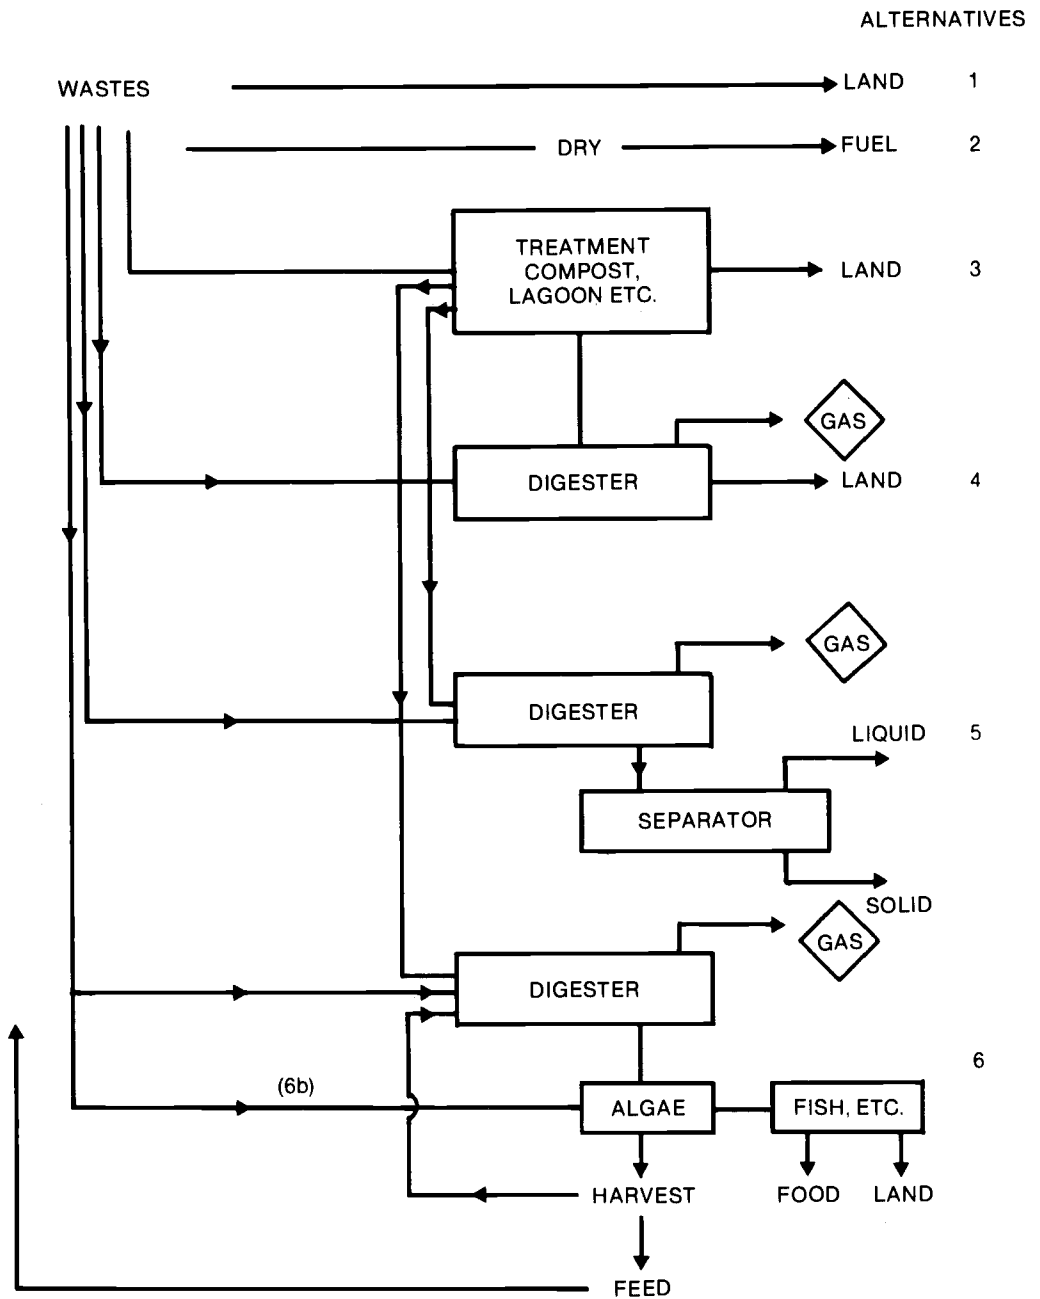 ALTERNATIVES
WASTES LAND 1
DRY FUEL 2
TREATMENT
COMPOST,
LAGOON ETC.
LAND 3
GAS
DIGESTER LAND 4
GAS
DIGESTER
LIQUID 5
SEPARATOR
SOLID
GAS
DIGESTER
6
(6b)
ALGAE FISH, ETC.
HARVEST FOOD LAND
FEED